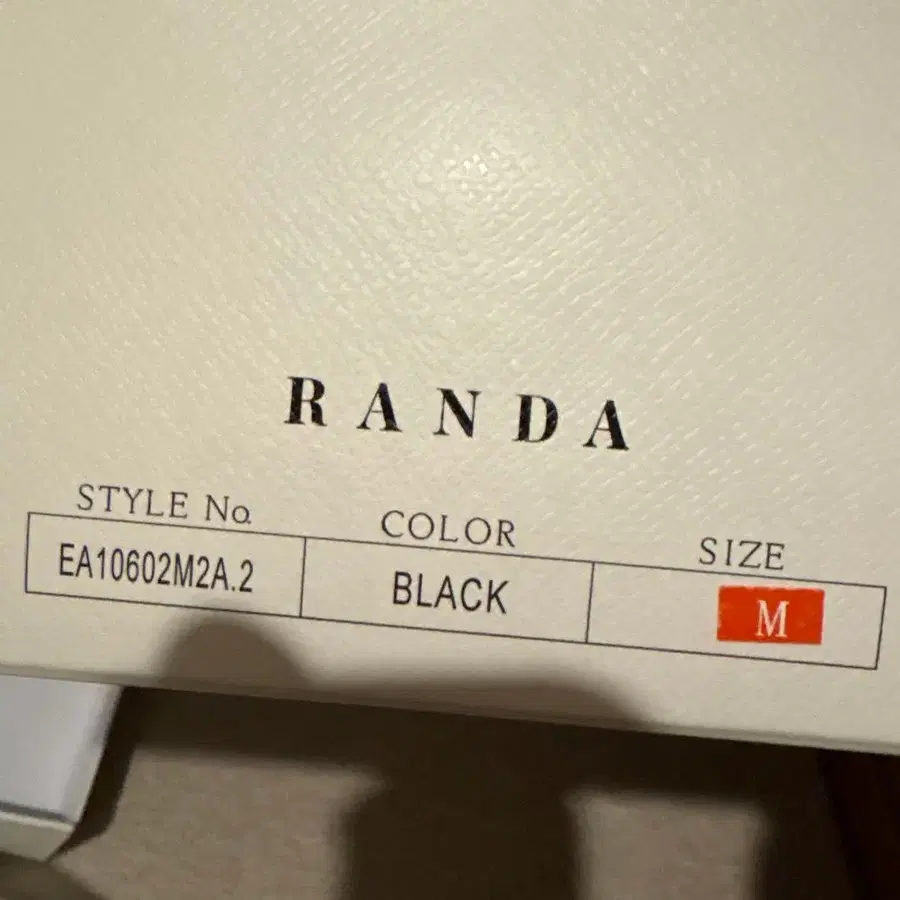 RANDA
STYLE No. COLOR SIZE
EA10602M2A.2 BLACK M